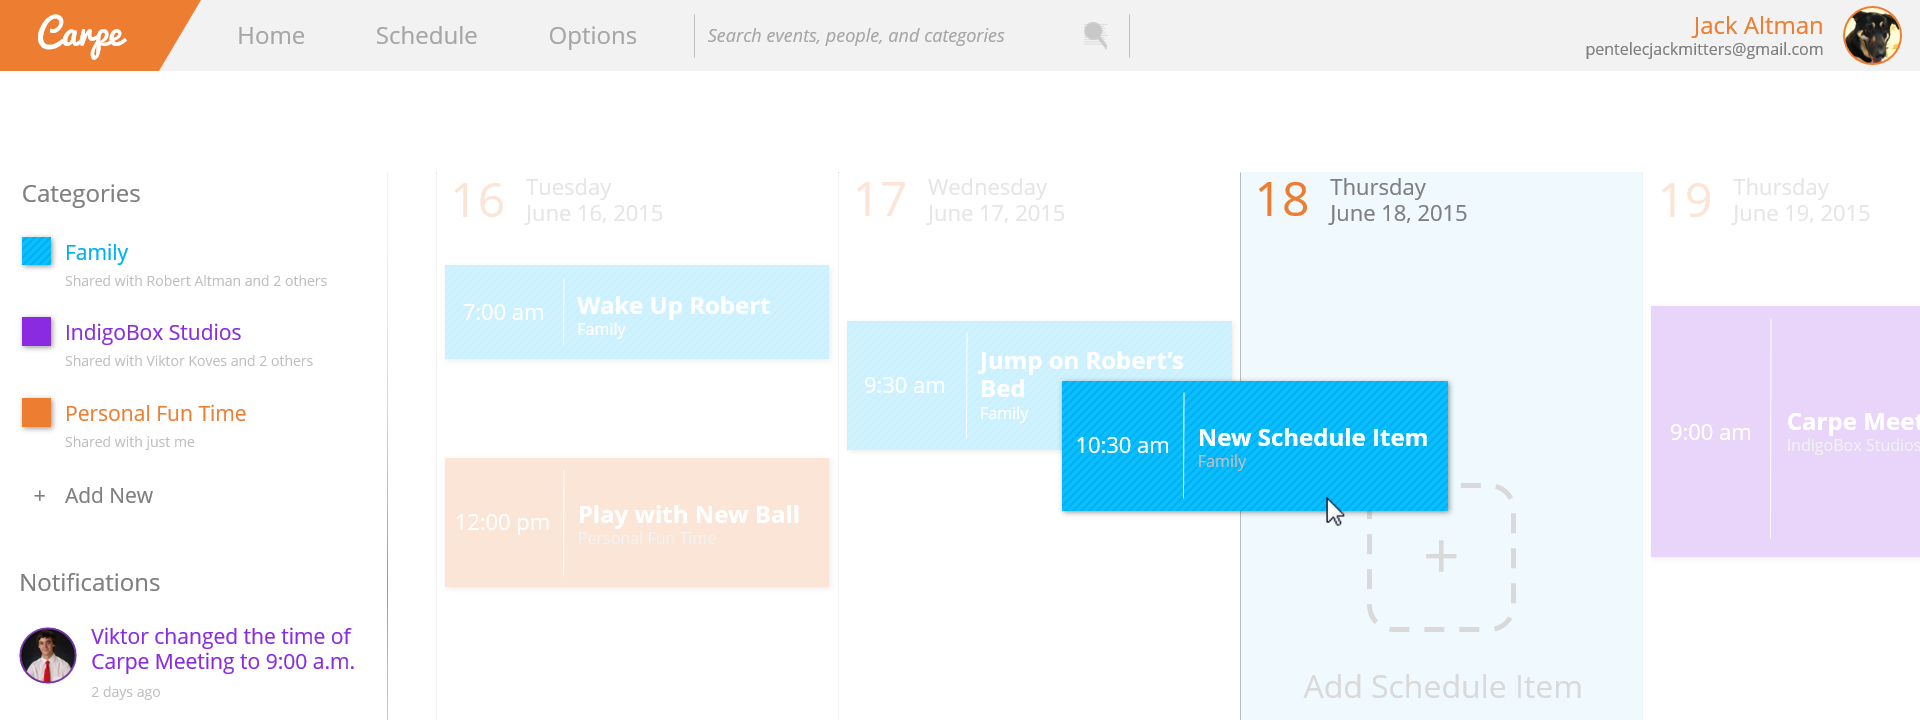 Carpe
Home
Schedule
Options
Search events, people, and categories
Jack Altman
pentelecjackmitters@gmail.com
Categories
Family
Shared with Robert Altman and 2 others
IndigoBox Studios
Shared with Viktor Koves and 2 others
Personal Fun Time
Shared with just me
+ Add New
Notifications
Viktor changed the time of
Carpe Meeting to 9:00 a.m.
2 days ago
16
Tuesday
June 16, 2015
7:00 am
Wake Up Robert
Family
12:00 pm
Play with New Ball
Personal Fun Time
17
Wednesday
June 17, 2015
9:30 am
Jump on Robert's
Bed
Family
10:30 am
New Schedule Item
Family
18
Thursday
June 18, 2015
+
Add Schedule Item
19
Thursday
June 19, 2015
9:00 am
Carpe Meet
IndigoBox Studios